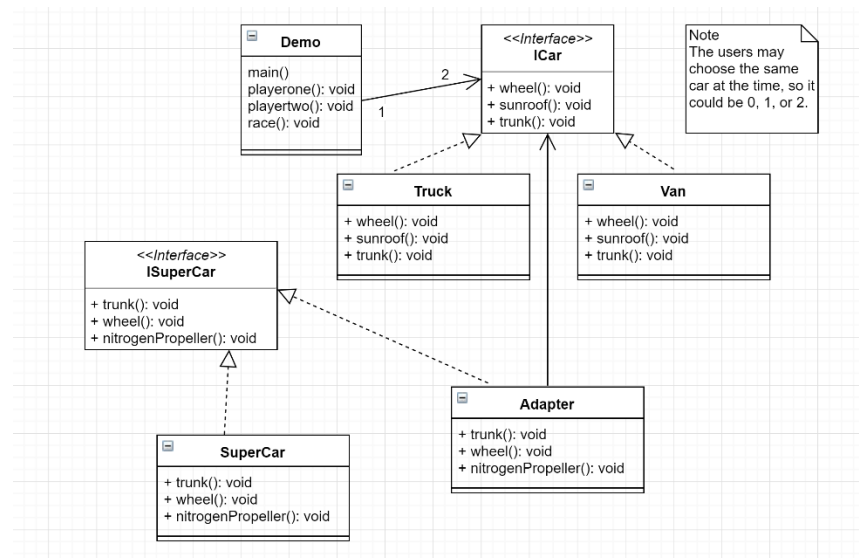 Demo
main()
playerone(): void
playertwo(): void
race(): void
1
2
<<Interface>>
ICar
+ wheel(): void
+ sunroof(): void
+ trunk(): void
Note
The users may
choose the same
car at the time, so it
could be 0, 1, or 2.
Truck
+ wheel(): void
+ sunroof(): void
+ trunk(): void
Van
+ wheel(): void
+ sunroof(): void
+ trunk(): void
<<Interface>>
ISuperCar
+ trunk(): void
+ wheel(): void
+ nitrogenPropeller(): void
Adapter
+ trunk(): void
+ wheel(): void
+ nitrogenPropeller(): void
SuperCar
+ trunk(): void
+ wheel(): void
+ nitrogenPropeller(): void